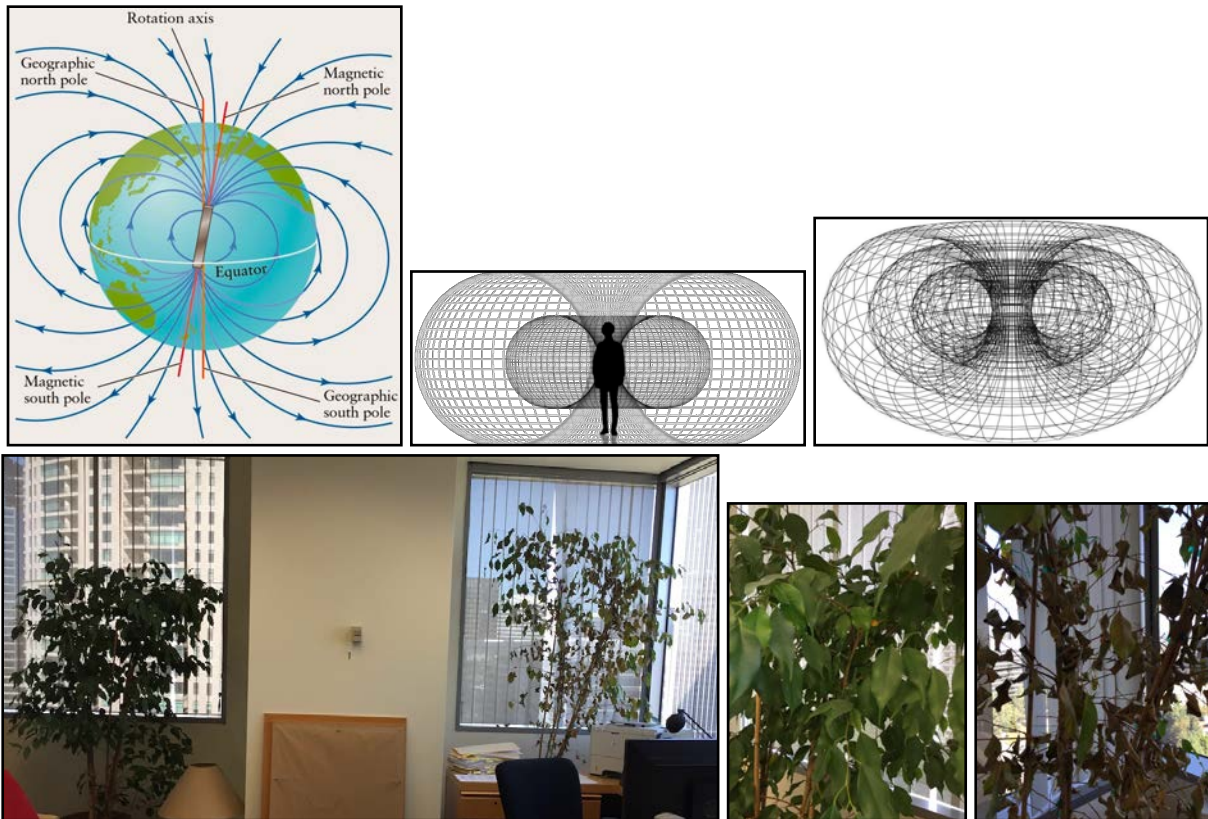 Rotation axis
Geographic
north pole
Magnetic
north pole
Equator
Magnetic
south pole
Geographic
south pole